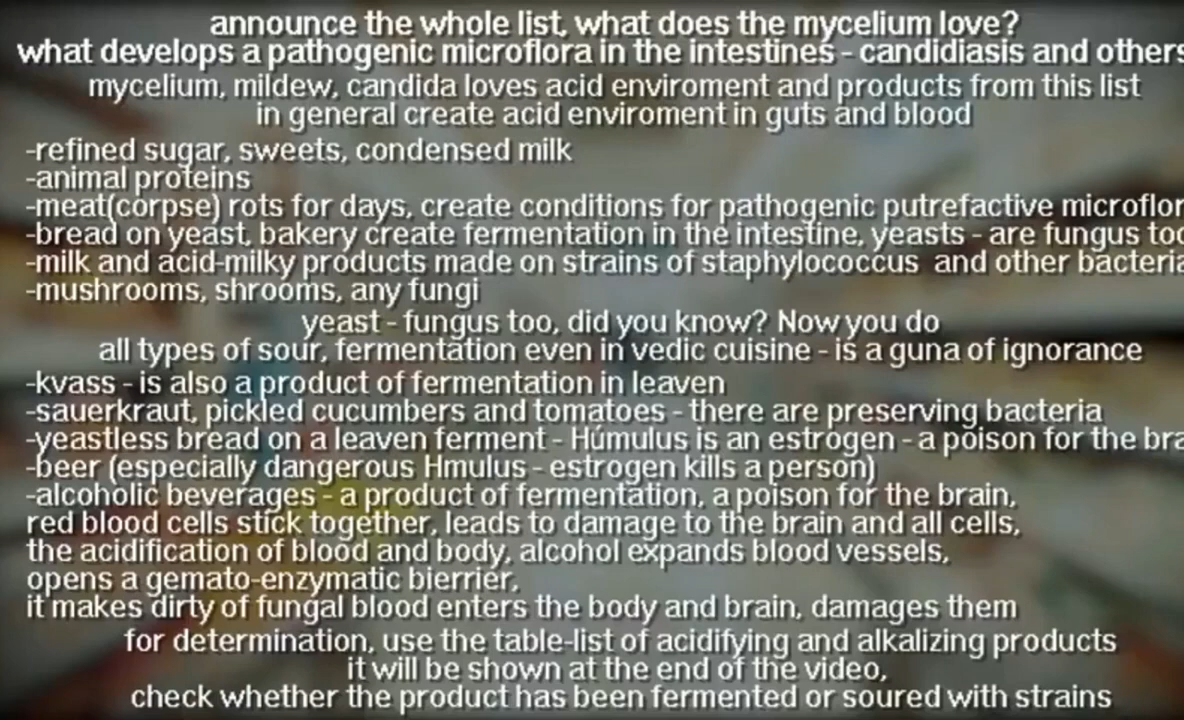 announce the whole list, what does the mycelium love?
what develops a pathogenic microflora in the intestines - candidiasis and others
mycelium, mildew, candida loves acid enviroment and products from this list
in general create acid enviroment in guts and blood
-refined sugar, sweets, condensed milk
-animal proteins
-meat(corpse) rots for days, create conditions for pathogenic putrefactive microflor
-bread on yeast, bakery create fermentation in the intestine, yeasts - are fungus too
-milk and acid-milky products made on strains of staphylococcus and other bacteria
-mushrooms, shrooms, any fungi
yeast - fungus too, did you know? Now you do
all types of sour, fermentation even in vedic cuisine - is a guna of ignorance
-kvass - is also a product of fermentation in leaven
-sauerkraut, pickled cucumbers and tomatoes - there are preserving bacteria
-yeastless bread on a leaven ferment - Húmulus is an estrogen - a poison for the bra
-beer (especially dangerous Hmulus - estrogen kills a person)
-alcoholic beverages - a product of fermentation, a poison for the brain,
red blood cells stick together, leads to damage to the brain and all cells,
the acidification of blood and body, alcohol expands blood vessels,
opens a gemato-enzymatic bierrier,
it makes dirty of fungal blood enters the body and brain, damages them
for determination, use the table-list of acidifying and alkalizing products
it will be shown at the end of the video,
check whether the product has been fermented or soured with strains